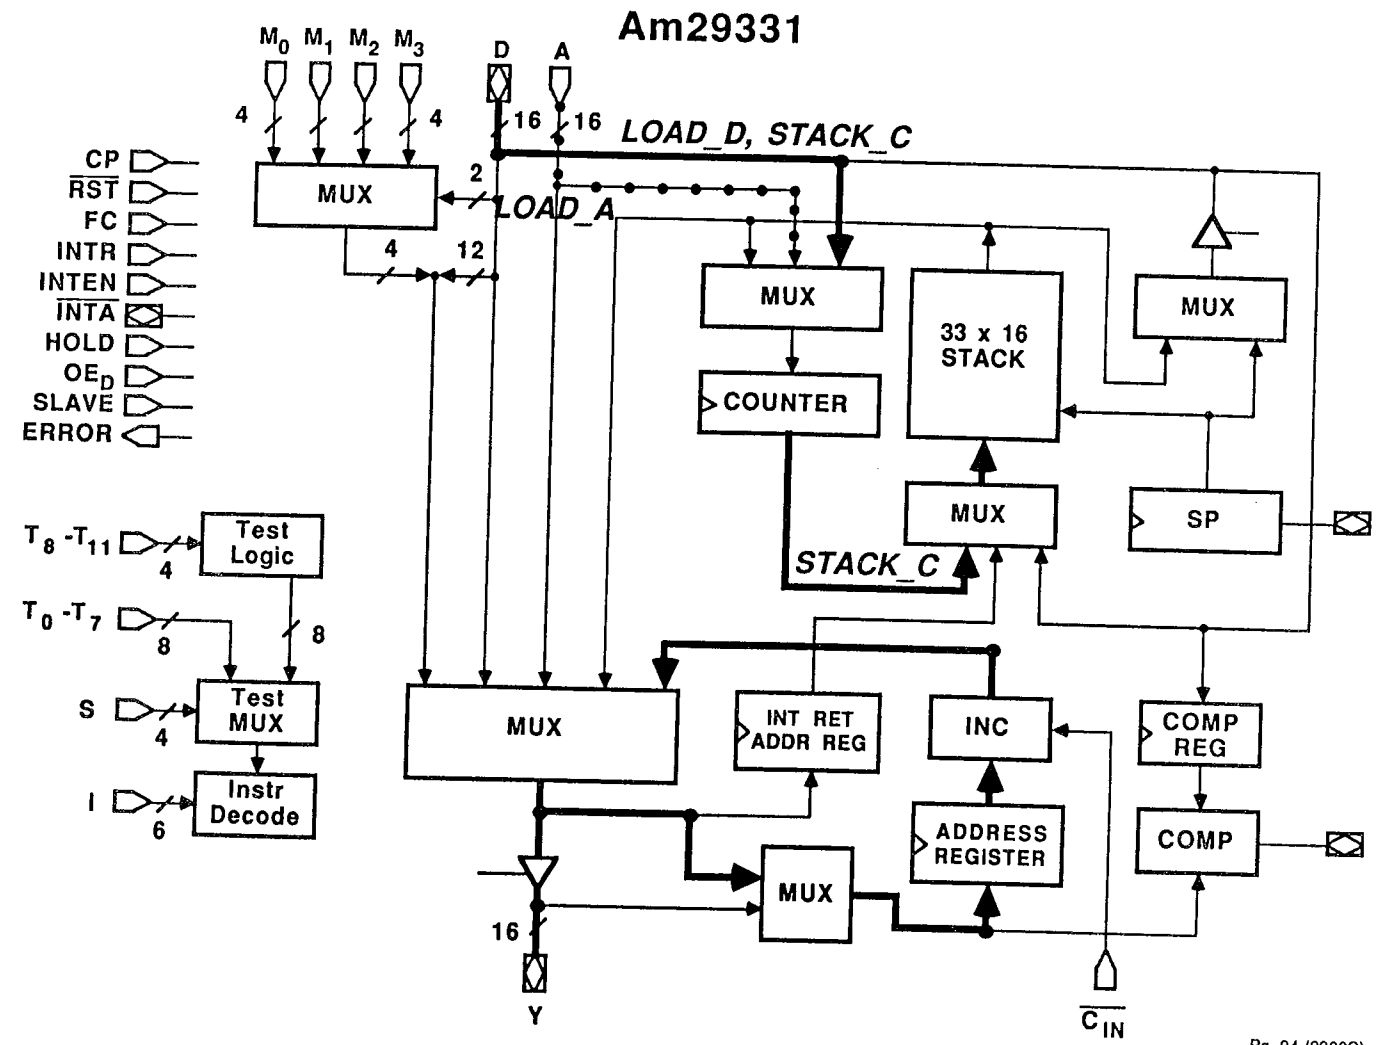 Am29331
M0 M1 M2 M3 D A
4 4 16 16
LOAD_D, STACK_C
CP
RST
FC
INTR
INTEN
INTA
HOLD
OED
SLAVE
ERROR
MUX
2
LOAD_A
4 12
MUX
33 x 16
STACK
MUX
COUNTER
MUX
SP
STACK_C
T8 -T11
4
Test
Logic
T0 -T7
8
8
S
4
Test
MUX
I
6
Instr
Decode
MUX
INT RET
ADDR REG
INC
COMP
REG
ADDRESS
REGISTER
COMP
MUX
16
Y
CIN